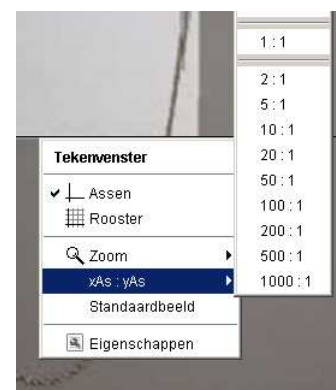 Tekenvenster
Assen
Rooster
Zoom
xAs : yAs
Standaardbeeld
Eigenschappen
1 : 1
2 : 1
5 : 1
10 : 1
20 : 1
50 : 1
100 : 1
200 : 1
500 : 1
1000 : 1